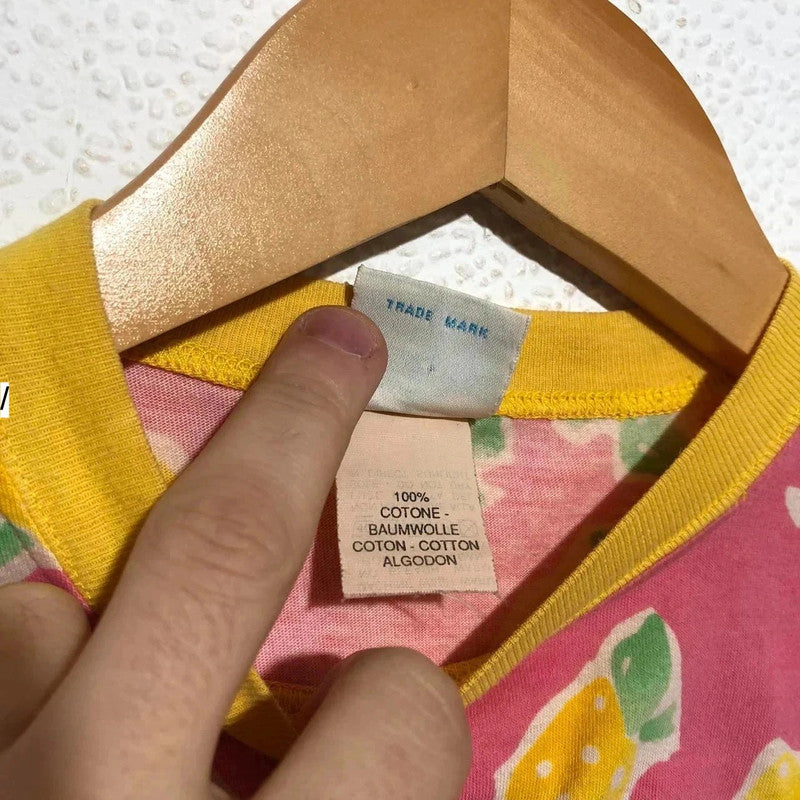 TRADE MARK
/
100%
COTONE -
BAUMWOLLE
COTON - COTTON
ALGODON